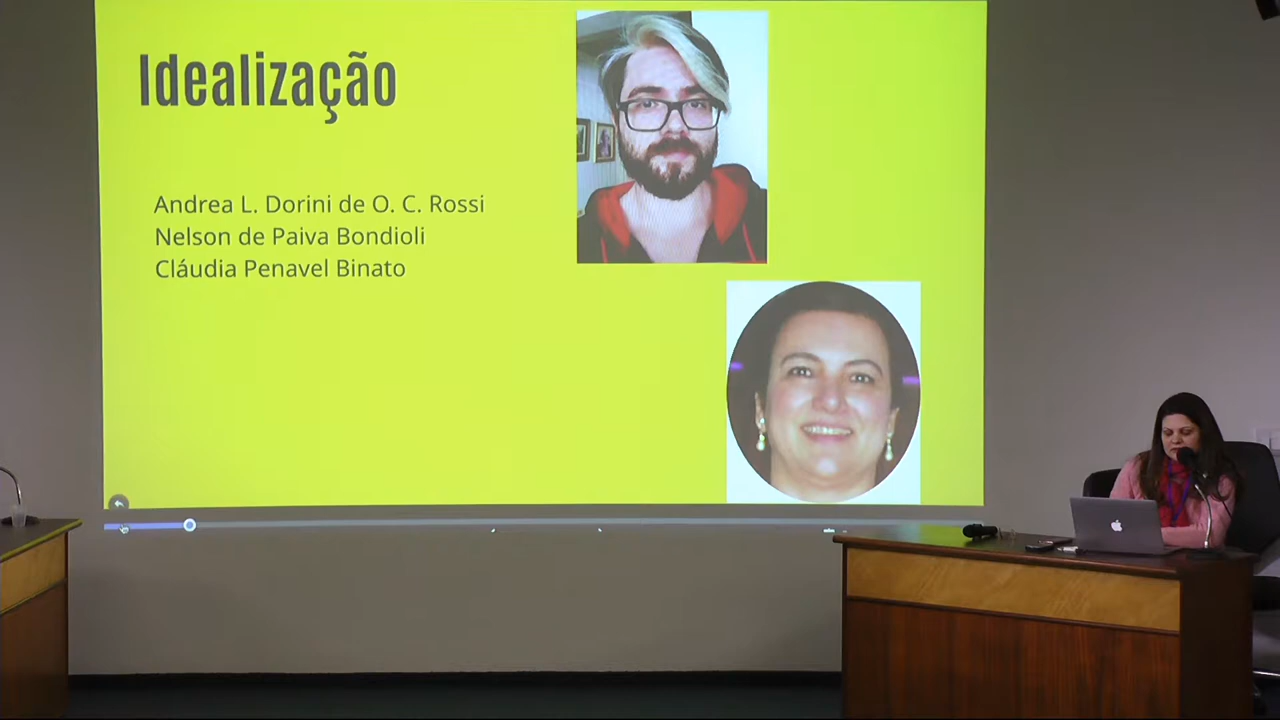 Idealização
Andrea L. Dorini de O. C. Rossi
Nelson de Paiva Bondioli
Cláudia Penavel Binato